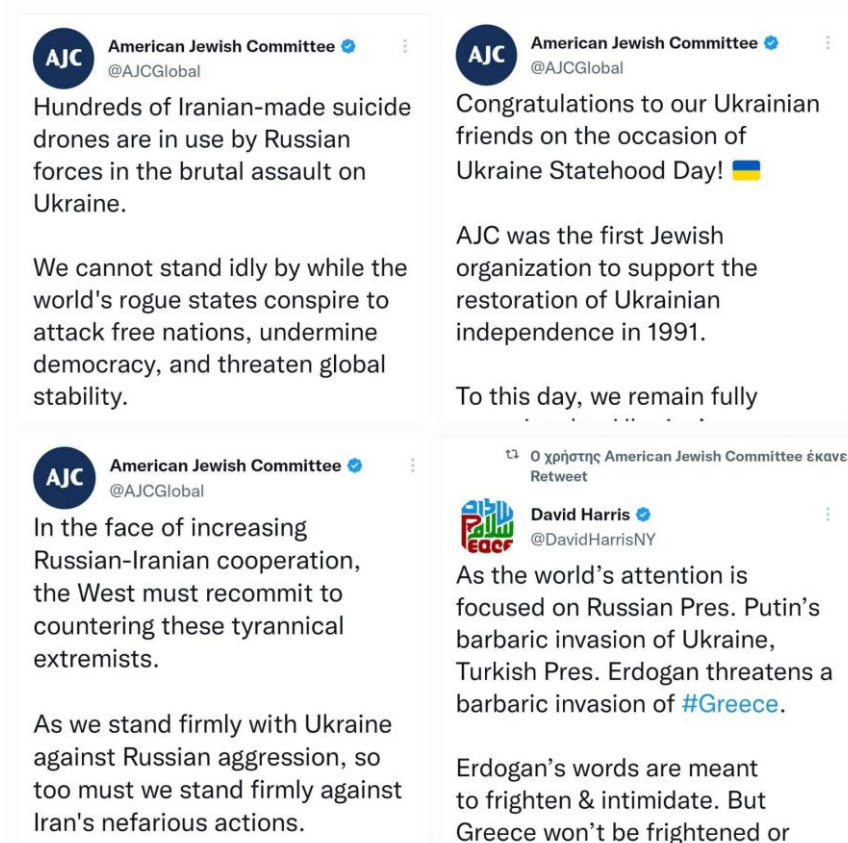 AJC
American Jewish Committee
@AJCGlobal
Hundreds of Iranian-made suicide
drones are in use by Russian
forces in the brutal assault on
Ukraine.
We cannot stand idly by while the
world's rogue states conspire to
attack free nations, undermine
democracy, and threaten global
stability.
AJC
American Jewish Committee
@AJCGlobal
Congratulations to our Ukrainian
friends on the occasion of
Ukraine Statehood Day! 🇺🇦
AJC was the first Jewish
organization to support the
restoration of Ukrainian
independence in 1991.
To this day, we remain fully
AJC
American Jewish Committee
@AJCGlobal
In the face of increasing
Russian-Iranian cooperation,
the West must recommit to
countering these tyrannical
extremists.
As we stand firmly with Ukraine
against Russian aggression, so
too must we stand firmly against
Iran's nefarious actions.
Ο χρήστης American Jewish Committee έκανε
Retweet
שלום
سلام
Peace
David Harris
@DavidHarrisNY
As the world’s attention is
focused on Russian Pres. Putin’s
barbaric invasion of Ukraine,
Turkish Pres. Erdogan threatens a
barbaric invasion of #Greece.
Erdogan’s words are meant
to frighten & intimidate. But
Greece won’t be frightened or